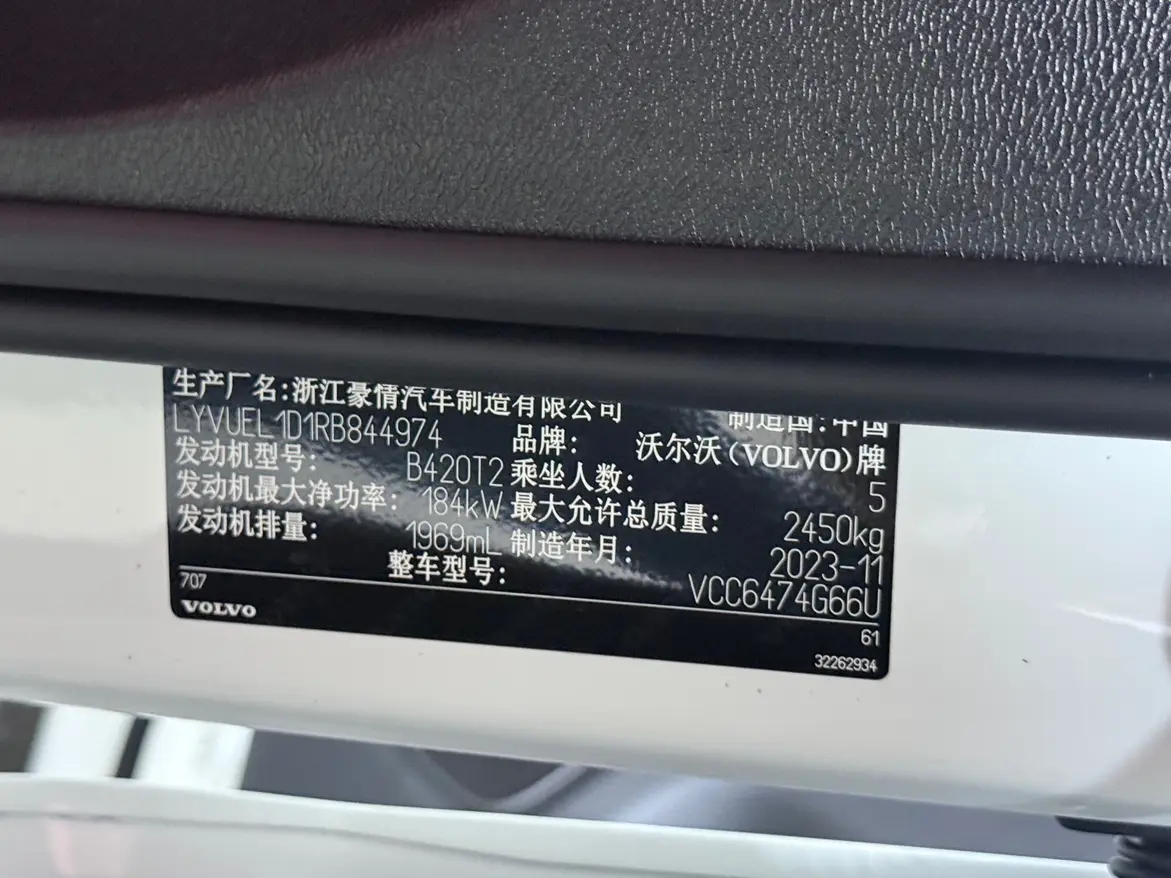 生产厂名:浙江豪情汽车制造有限公司 制造国:中国
LYVUEL1D1RB844974 品牌: 沃尔沃(VOLVO)牌
发动机型号: B420T2 乘坐人数: 5
发动机最大净功率: 184kW 最大允许总质量: 2450kg
发动机排量: 1969mL 制造年月: 2023-11
整车型号: VCC6474G66U
707
VOLVO
61
32262934